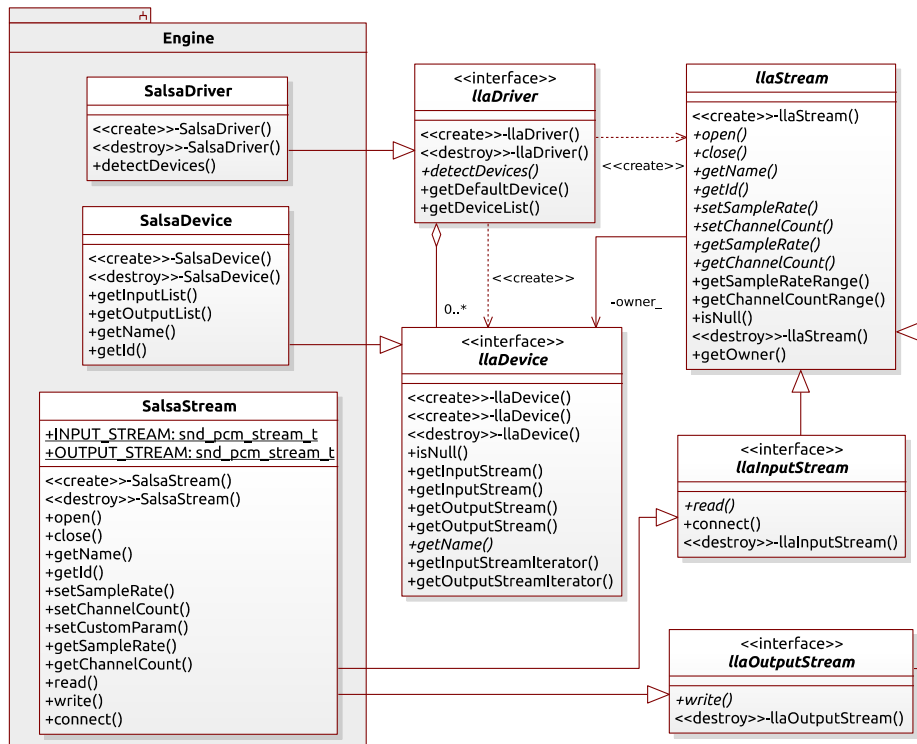 Engine
SalsaDriver
<<create>>-SalsaDriver()
<<destroy>>-SalsaDriver()
+detectDevices()
SalsaDevice
<<create>>-SalsaDevice()
<<destroy>>-SalsaDevice()
+getInputList()
+getOutputList()
+getName()
+getId()
SalsaStream
+INPUT_STREAM: snd_pcm_stream_t
+OUTPUT_STREAM: snd_pcm_stream_t
<<create>>-SalsaStream()
<<destroy>>-SalsaStream()
+open()
+close()
+getName()
+getId()
+setSampleRate()
+setChannelCount()
+setCustomParam()
+getSampleRate()
+getChannelCount()
+read()
+write()
+connect()
<<interface>>
llaDriver
<<create>>-llaDriver()
<<destroy>>-llaDriver()
+detectDevices()
+getDefaultDevice()
+getDeviceList()
<<create>>
<<create>>
0..*
-owner_
<<interface>>
llaDevice
<<create>>-llaDevice()
<<create>>-llaDevice()
<<destroy>>-llaDevice()
+isNull()
+getInputStream()
+getInputStream()
+getOutputStream()
+getOutputStream()
+getName()
+getInputStreamIterator()
+getOutputStreamIterator()
llaStream
<<create>>-llaStream()
+open()
+close()
+getName()
+getId()
+setSampleRate()
+setChannelCount()
+getSampleRate()
+getChannelCount()
+getSampleRateRange()
+getChannelCountRange()
+isNull()
<<destroy>>-llaStream()
+getOwner()
<<interface>>
llaInputStream
+read()
+connect()
<<destroy>>-llaInputStream()
<<interface>>
llaOutputStream
+write()
<<destroy>>-llaOutputStream()